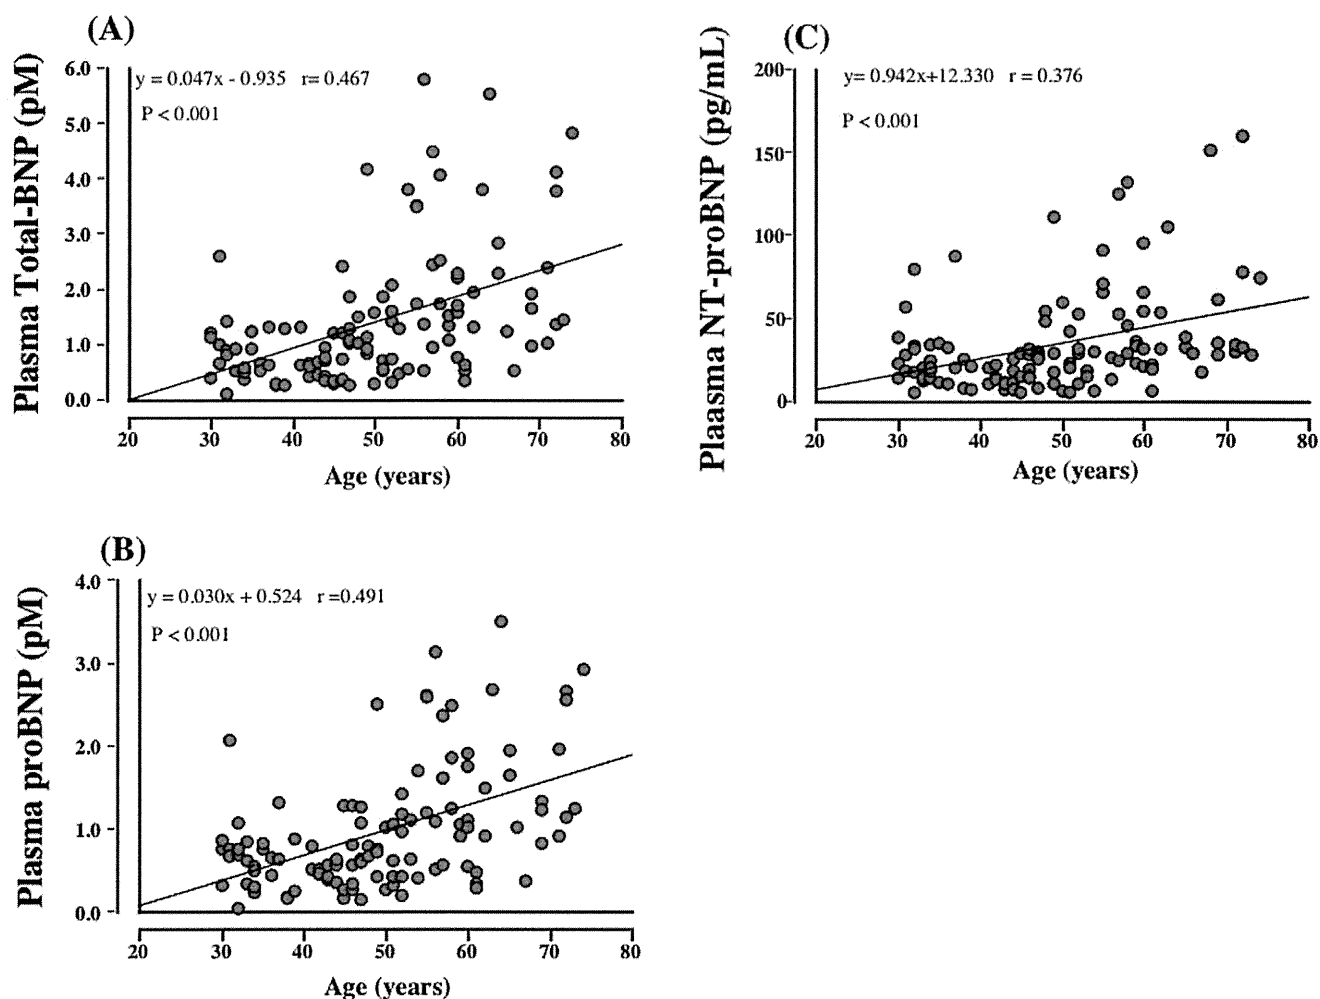 (A)
Plasma Total-BNP (pM)
y = 0.047x - 0.935 r= 0.467
P < 0.001
6.0
5.0
4.0
3.0
2.0
1.0
0.0
20 30 40 50 60 70 80
Age (years)
(C)
Plaasma NT-proBNP (pg/mL)
y= 0.942x+12.330 r = 0.376
P < 0.001
200
150
100
50
0
20 30 40 50 60 70 80
Age (years)
(B)
Plasma proBNP (pM)
y = 0.030x + 0.524 r =0.491
P < 0.001
4.0
3.0
2.0
1.0
0.0
20 30 40 50 60 70 80
Age (years)